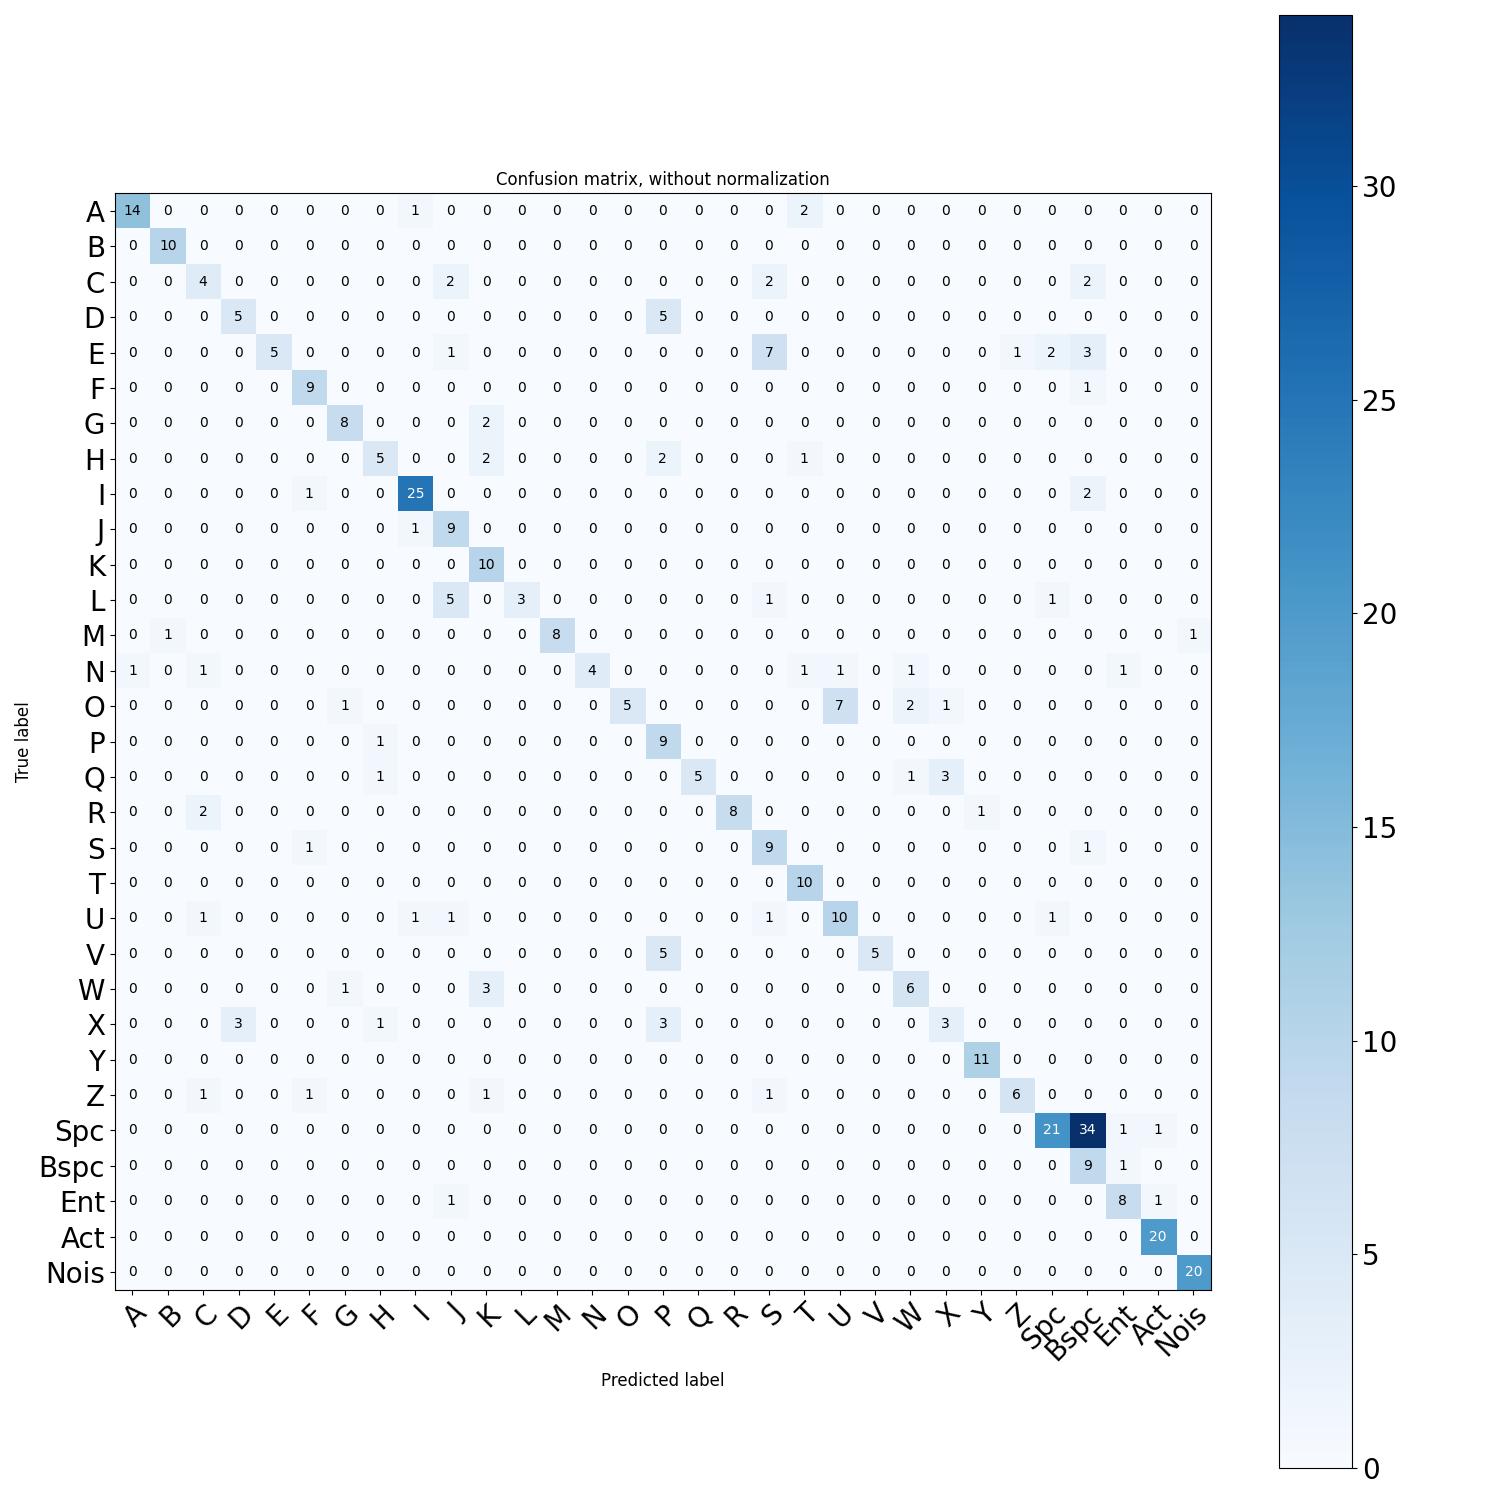 Confusion matrix, without normalization
A 14 0 0 0 0 0 0 0 1 0 0 0 0 0 0 0 0 0 0 2 0 0 0 0 0 0 0 0 0 0 0
B 0 10 0 0 0 0 0 0 0 0 0 0 0 0 0 0 0 0 0 0 0 0 0 0 0 0 0 0 0 0 0
C 0 0 4 0 0 0 0 0 0 2 0 0 0 0 0 0 0 0 2 0 0 0 0 0 0 0 0 2 0 0 0
D 0 0 0 5 0 0 0 0 0 0 0 0 0 0 0 5 0 0 0 0 0 0 0 0 0 0 0 0 0 0 0
E 0 0 0 0 5 0 0 0 0 1 0 0 0 0 0 0 0 0 7 0 0 0 0 0 0 1 2 3 0 0 0
F 0 0 0 0 0 9 0 0 0 0 0 0 0 0 0 0 0 0 0 0 0 0 0 0 0 0 0 1 0 0 0
G 0 0 0 0 0 0 8 0 0 0 2 0 0 0 0 0 0 0 0 0 0 0 0 0 0 0 0 0 0 0 0
H 0 0 0 0 0 0 0 5 0 0 2 0 0 0 0 2 0 0 0 1 0 0 0 0 0 0 0 0 0 0 0
I 0 0 0 0 0 1 0 0 25 0 0 0 0 0 0 0 0 0 0 0 0 0 0 0 0 0 0 2 0 0 0
J 0 0 0 0 0 0 0 0 1 9 0 0 0 0 0 0 0 0 0 0 0 0 0 0 0 0 0 0 0 0 0
K 0 0 0 0 0 0 0 0 0 0 10 0 0 0 0 0 0 0 0 0 0 0 0 0 0 0 0 0 0 0 0
L 0 0 0 0 0 0 0 0 0 5 0 3 0 0 0 0 0 0 1 0 0 0 0 0 0 0 1 0 0 0 0
M 0 1 0 0 0 0 0 0 0 0 0 0 8 0 0 0 0 0 0 0 0 0 0 0 0 0 0 0 0 0 1
N 1 0 1 0 0 0 0 0 0 0 0 0 0 4 0 0 0 0 0 1 1 0 1 0 0 0 0 0 1 0 0
O 0 0 0 0 0 0 1 0 0 0 0 0 0 0 5 0 0 0 0 0 7 0 2 1 0 0 0 0 0 0 0
P 0 0 0 0 0 0 0 1 0 0 0 0 0 0 0 9 0 0 0 0 0 0 0 0 0 0 0 0 0 0 0
Q 0 0 0 0 0 0 0 1 0 0 0 0 0 0 0 0 5 0 0 0 0 0 1 3 0 0 0 0 0 0 0
R 0 0 2 0 0 0 0 0 0 0 0 0 0 0 0 0 0 8 0 0 0 0 0 0 1 0 0 0 0 0 0
S 0 0 0 0 0 1 0 0 0 0 0 0 0 0 0 0 0 0 9 0 0 0 0 0 0 0 0 1 0 0 0
T 0 0 0 0 0 0 0 0 0 0 0 0 0 0 0 0 0 0 0 10 0 0 0 0 0 0 0 0 0 0 0
U 0 0 1 0 0 0 0 0 1 1 0 0 0 0 0 0 0 0 1 0 10 0 0 0 0 0 1 0 0 0 0
V 0 0 0 0 0 0 0 0 0 0 0 0 0 0 0 5 0 0 0 0 0 5 0 0 0 0 0 0 0 0 0
W 0 0 0 0 0 0 1 0 0 0 3 0 0 0 0 0 0 0 0 0 0 0 6 0 0 0 0 0 0 0 0
X 0 0 0 3 0 0 0 1 0 0 0 0 0 0 0 3 0 0 0 0 0 0 0 3 0 0 0 0 0 0 0
Y 0 0 0 0 0 0 0 0 0 0 0 0 0 0 0 0 0 0 0 0 0 0 0 0 11 0 0 0 0 0 0
Z 0 0 1 0 0 1 0 0 0 0 1 0 0 0 0 0 0 0 1 0 0 0 0 0 0 6 0 0 0 0 0
Spc 0 0 0 0 0 0 0 0 0 0 0 0 0 0 0 0 0 0 0 0 0 0 0 0 0 0 21 34 1 1 0
Bspc 0 0 0 0 0 0 0 0 0 0 0 0 0 0 0 0 0 0 0 0 0 0 0 0 0 0 0 9 1 0 0
Ent 0 0 0 0 0 0 0 0 0 1 0 0 0 0 0 0 0 0 0 0 0 0 0 0 0 0 0 0 8 1 0
Act 0 0 0 0 0 0 0 0 0 0 0 0 0 0 0 0 0 0 0 0 0 0 0 0 0 0 0 0 0 20 0
Nois 0 0 0 0 0 0 0 0 0 0 0 0 0 0 0 0 0 0 0 0 0 0 0 0 0 0 0 0 0 0 20
A B C D E F G H I J K L M N O P Q R S T U V W X Y Z Spc Bspc Ent Act Nois
Predicted label
True label
30
25
20
15
10
5
0